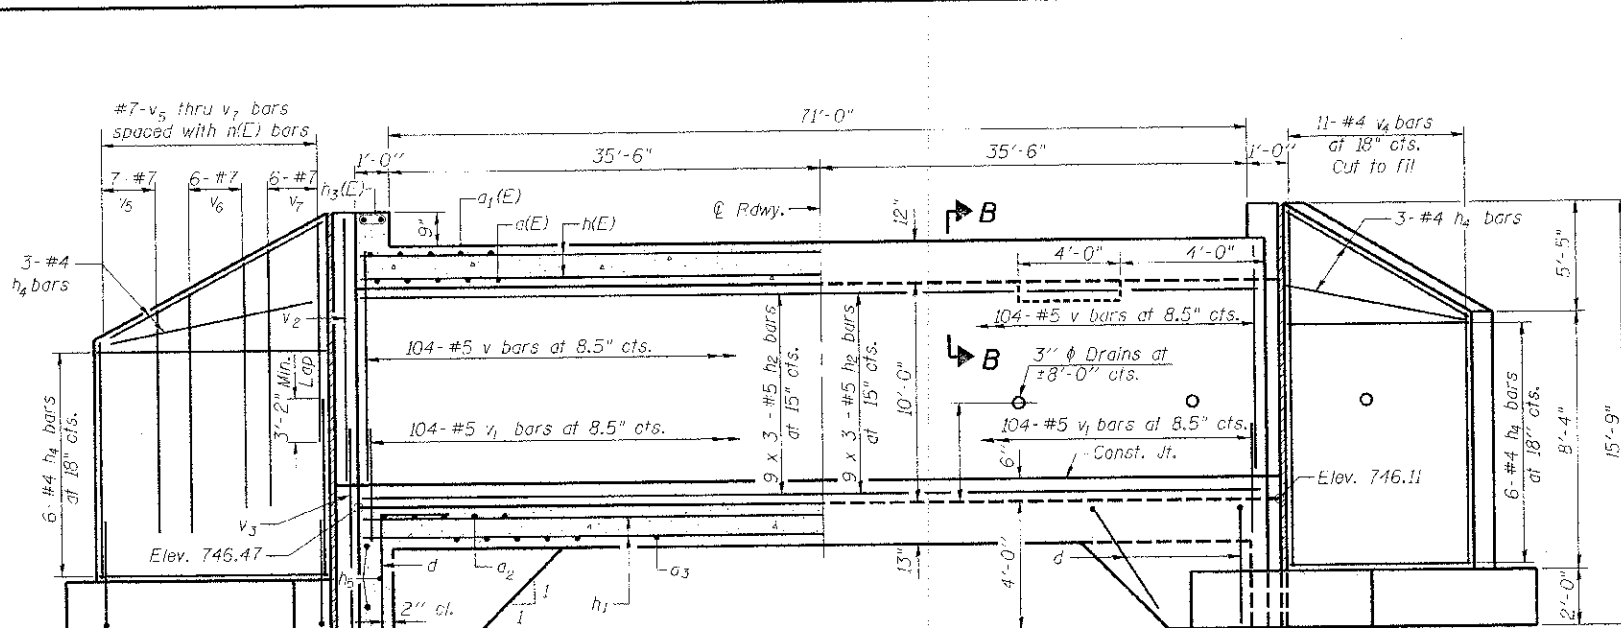 #7-v5 thru v7 bars
spaced with h(E) bars
7-#7
v5
6-#7
v6
6-#7
v7
1'-0"
h3(E)
71'-0"
35'-6"
35'-6"
1'-0"
11-#4 v4 bars
at 18" cts.
Cut to fit
a1(E)
a(E)
h(E)
9"
℄ Rdwy.
12"
B
4'-0"
4'-0"
3-#4 h4 bars
5'-5"
3-#4
h4 bars
v2
104-#5 v bars at 8.5" cts.
104-#5 v bars at 8.5" cts.
9 x 3-#5 h2 bars
at 15" cts.
9 x 3-#5 h2 bars
at 15" cts.
10'-0"
B
3" ϕ Drains at
±8'-0" cts.
3'-2" Min.
Lap
6-#4 h4 bars
at 18" cts.
104-#5 v1 bars at 8.5" cts.
104-#5 v1 bars at 8.5" cts.
6"
Const. Jt.
6-#4 h4 bars
at 18" cts.
8'-4"
15'-9"
Elev. 746.11
v3
Elev. 746.47
h5
d
a2
a3
13"
4'-0"
d
2" cl.
1
1
h1
2'-0"